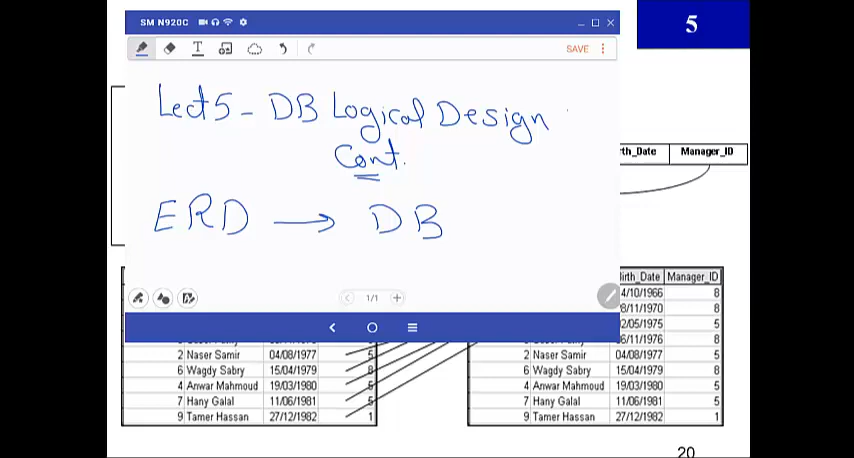 5
SM N920C
T
SAVE
Lect 5 - DB Logical Design
Cont.
ERD → DB
1/1
Manager_ID
Birth_Date Manager_ID
4/10/1966 8
8/11/1970 8
02/05/1975 5
06/11/1976 8
2 Naser Samir 04/08/1977 5
6 Wagdy Sabry 15/04/1979 8
4 Anwar Mahmoud 19/03/1980 5
7 Hany Galal 11/06/1981 5
9 Tamer Hassan 27/12/1982 1
2 Naser Samir 04/08/1977 5
6 Wagdy Sabry 15/04/1979 8
4 Anwar Mahmoud 19/03/1980 5
7 Hany Galal 11/06/1981 5
9 Tamer Hassan 27/12/1982 1
20